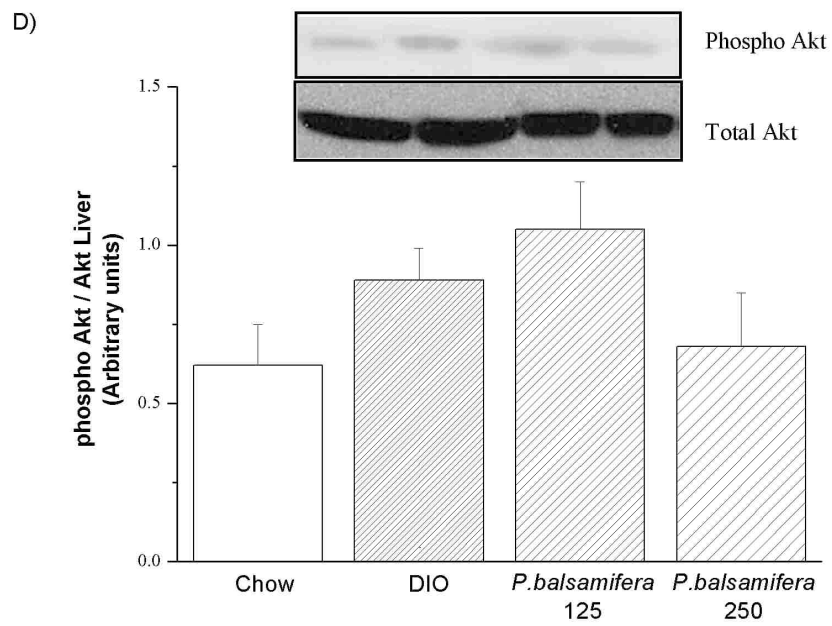 D)
Phospho Akt
Total Akt
phospho Akt / Akt Liver
(Arbitrary units)
1.5
1.0
0.5
0.0
Chow
DIO
P.balsamifera
125
P.balsamifera
250